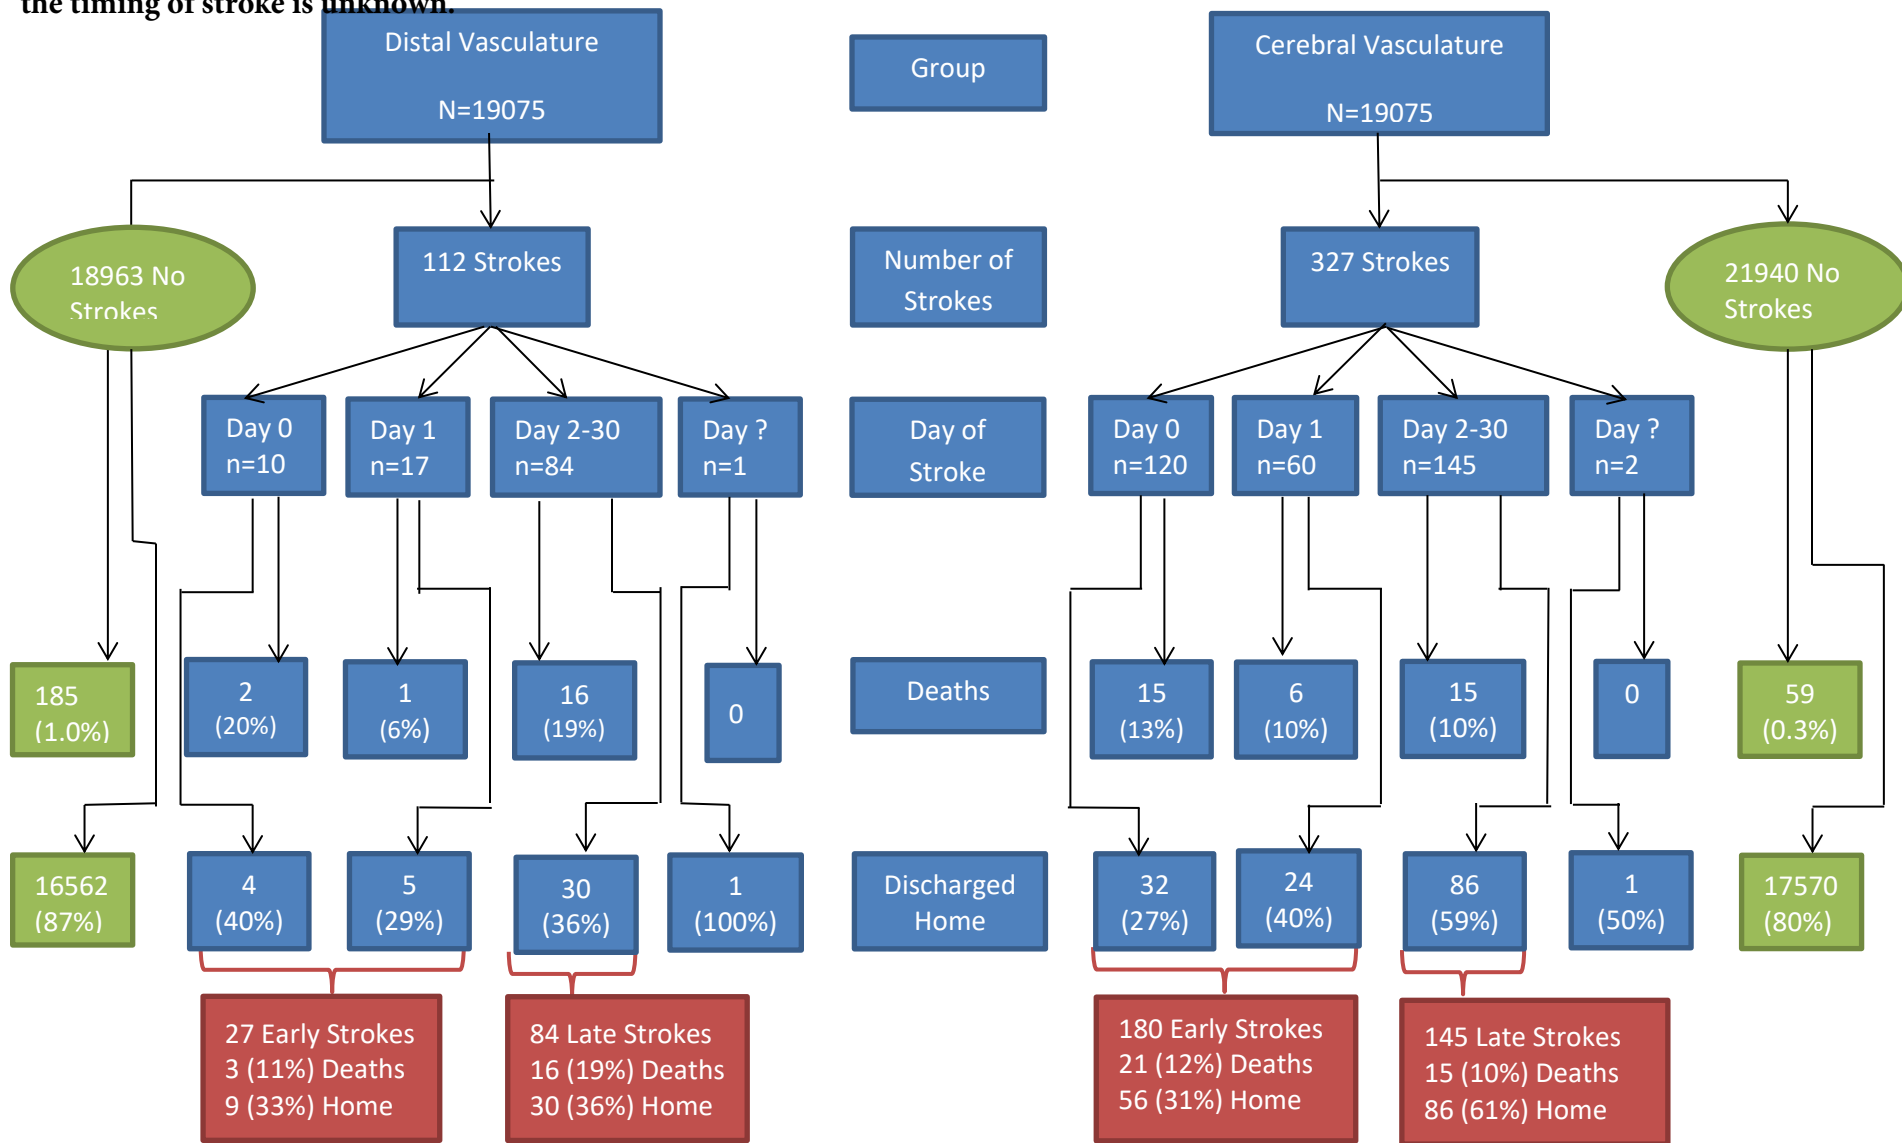 the timing of stroke is unknown.
Distal Vasculature
N=19075
Group
Cerebral Vasculature
N=19075
18963 No
Strokes
112 Strokes
Number of
Strokes
327 Strokes
21940 No
Strokes
Day 0
n=10
Day 1
n=17
Day 2-30
n=84
Day ?
n=1
Day of
Stroke
Day 0
n=120
Day 1
n=60
Day 2-30
n=145
Day ?
n=2
185
(1.0%)
2
(20%)
1
(6%)
16
(19%)
0
Deaths
15
(13%)
6
(10%)
15
(10%)
0
59
(0.3%)
16562
(87%)
4
(40%)
5
(29%)
30
(36%)
1
(100%)
Discharged
Home
32
(27%)
24
(40%)
86
(59%)
1
(50%)
17570
(80%)
27 Early Strokes
3 (11%) Deaths
9 (33%) Home
84 Late Strokes
16 (19%) Deaths
30 (36%) Home
180 Early Strokes
21 (12%) Deaths
56 (31%) Home
145 Late Strokes
15 (10%) Deaths
86 (61%) Home